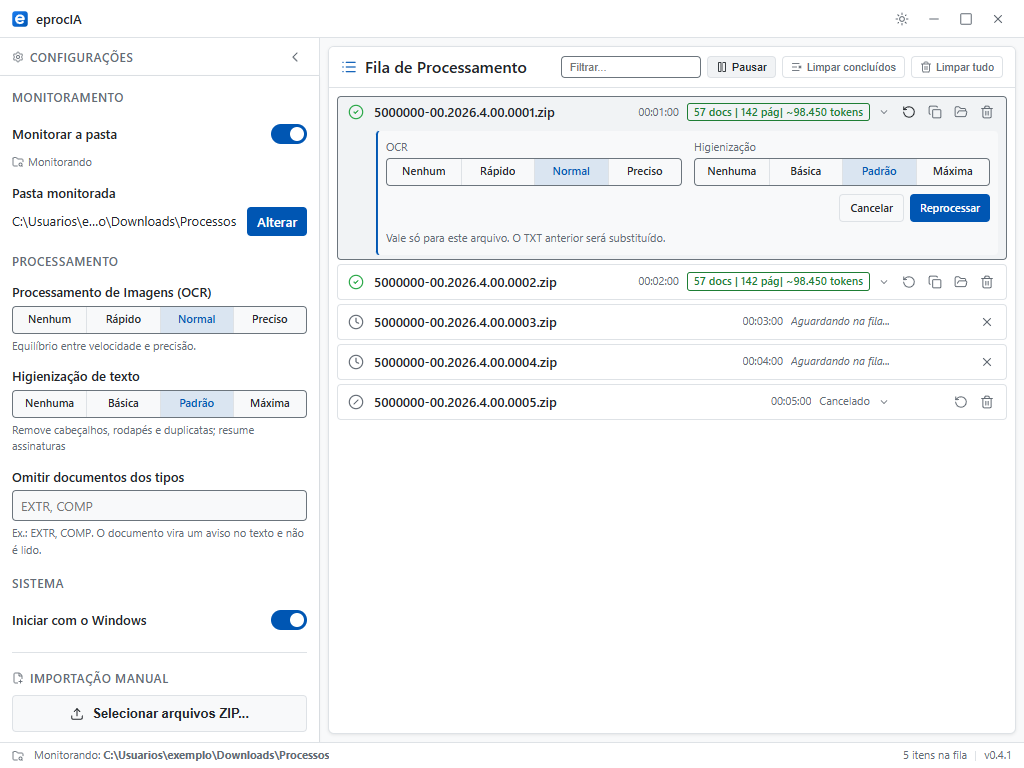 eprocIA
CONFIGURAÇÕES
MONITORAMENTO
Monitorar a pasta
Monitorando
Pasta monitorada
C:\Usuarios\e...o\Downloads\Processos
Alterar
PROCESSAMENTO
Processamento de Imagens (OCR)
Nenhum Rápido Normal Preciso
Equilíbrio entre velocidade e precisão.
Higienização de texto
Nenhuma Básica Padrão Máxima
Remove cabeçalhos, rodapés e duplicatas; resume
assinaturas
Omitir documentos dos tipos
EXTR, COMP
Ex.: EXTR, COMP. O documento vira um aviso no texto e não
é lido.
SISTEMA
Iniciar com o Windows
IMPORTAÇÃO MANUAL
Selecionar arquivos ZIP...
Fila de Processamento
Filtrar...
Pausar
Limpar concluídos
Limpar tudo
5000000-00.2026.4.00.0001.zip 00:01:00 57 docs | 142 pág| ~98.450 tokens
OCR
Nenhum Rápido Normal Preciso
Higienização
Nenhuma Básica Padrão Máxima
Cancelar Reprocessar
Vale só para este arquivo. O TXT anterior será substituído.
5000000-00.2026.4.00.0002.zip 00:02:00 57 docs | 142 pág| ~98.450 tokens
5000000-00.2026.4.00.0003.zip 00:03:00 Aguardando na fila...
5000000-00.2026.4.00.0004.zip 00:04:00 Aguardando na fila...
5000000-00.2026.4.00.0005.zip 00:05:00 Cancelado
Monitorando: C:\Usuarios\exemplo\Downloads\Processos
5 itens na fila | v0.4.1